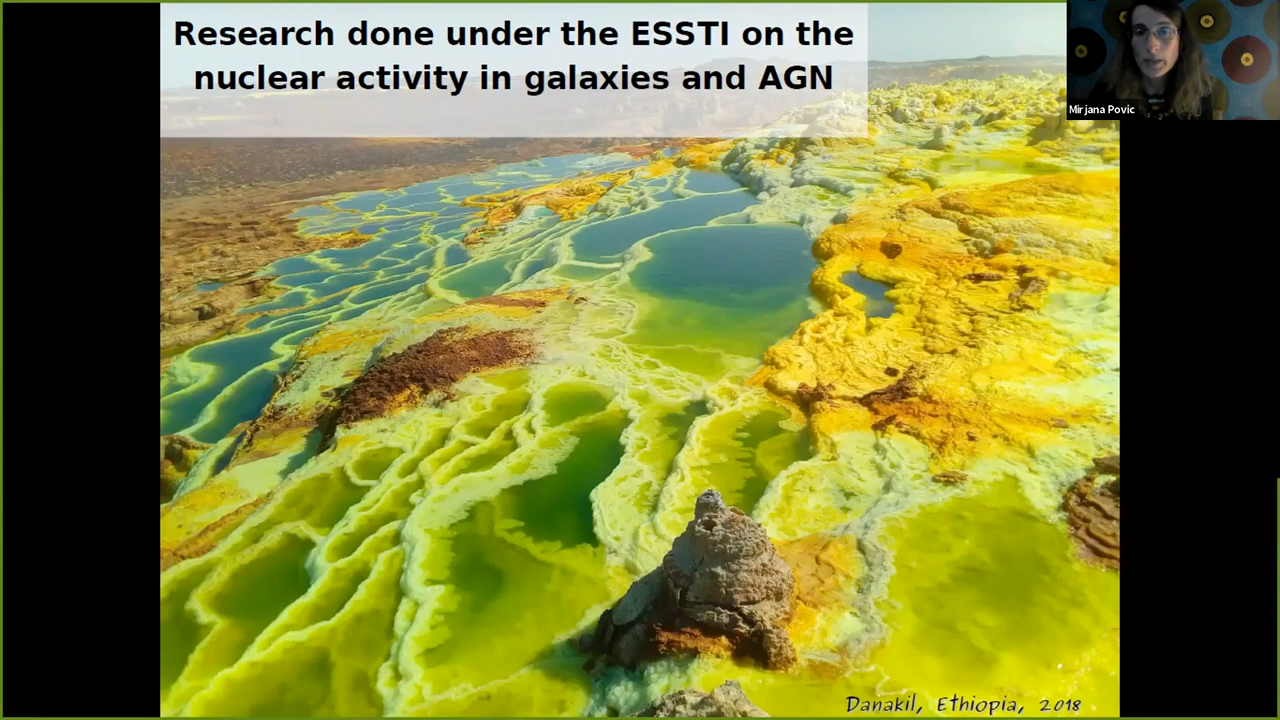 Research done under the ESSTI on the
nuclear activity in galaxies and AGN
Mirjana Povic
Danakil, Ethiopia, 2018